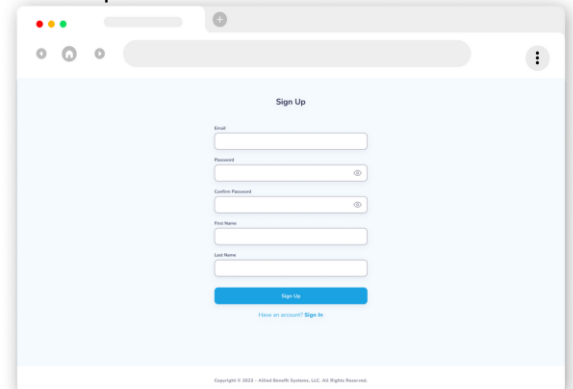 Sign Up
Email
Password
Confirm Password
First Name
Last Name
Sign Up
Have an account? Sign In
Copyright © 2023 - Allied Benefit Systems, LLC. All Rights Reserved.